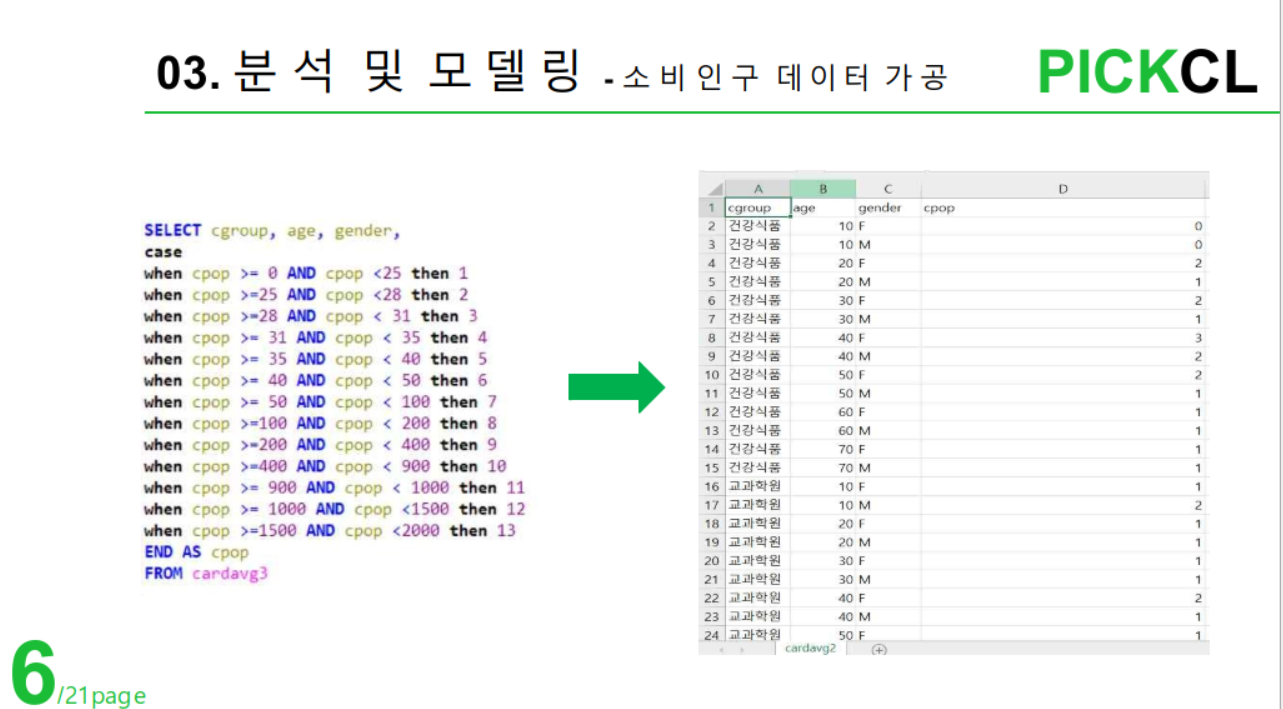 03. 분석 및 모델링 - 소비인구 데이터 가공
PICKCL
SELECT cgroup, age, gender,
case
when cpop >= 0 AND cpop <25 then 1
when cpop >=25 AND cpop <28 then 2
when cpop >=28 AND cpop < 31 then 3
when cpop >= 31 AND cpop < 35 then 4
when cpop >= 35 AND cpop < 40 then 5
when cpop >= 40 AND cpop < 50 then 6
when cpop >= 50 AND cpop < 100 then 7
when cpop >=100 AND cpop < 200 then 8
when cpop >=200 AND cpop < 400 then 9
when cpop >=400 AND cpop < 900 then 10
when cpop >= 900 AND cpop < 1000 then 11
when cpop >= 1000 AND cpop <1500 then 12
when cpop >=1500 AND cpop <2000 then 13
END AS cpop
FROM cardavg3
A B C D
1 cgroup age gender cpop
2 건강식품 10 F 0
3 건강식품 10 M 0
4 건강식품 20 F 2
5 건강식품 20 M 1
6 건강식품 30 F 2
7 건강식품 30 M 1
8 건강식품 40 F 3
9 건강식품 40 M 2
10 건강식품 50 F 2
11 건강식품 50 M 1
12 건강식품 60 F 1
13 건강식품 60 M 1
14 건강식품 70 F 1
15 건강식품 70 M 1
16 교과학원 10 F 1
17 교과학원 10 M 2
18 교과학원 20 F 1
19 교과학원 20 M 1
20 교과학원 30 F 1
21 교과학원 30 M 1
22 교과학원 40 F 2
23 교과학원 40 M 1
24 교과학원 50 F 1
cardavg2
6/21page